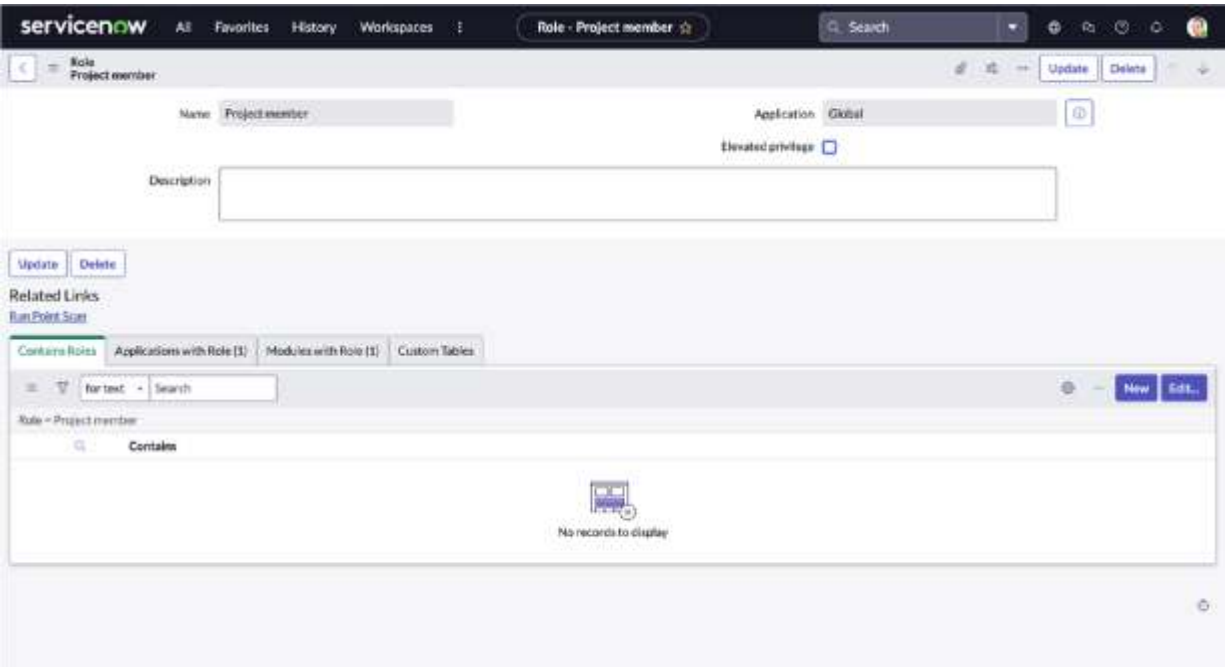 servicenow All Favorites History Workspaces Role - Project member Search
Role
Project member
Update Delete
Name Project member
Application Global
Elevated privilege
Description
Update Delete
Related Links
Run Point Scan
Contains Roles Applications with Role (1) Modules with Role (1) Custom Tables
for text Search New Edit...
Role = Project member
Contains
No records to display